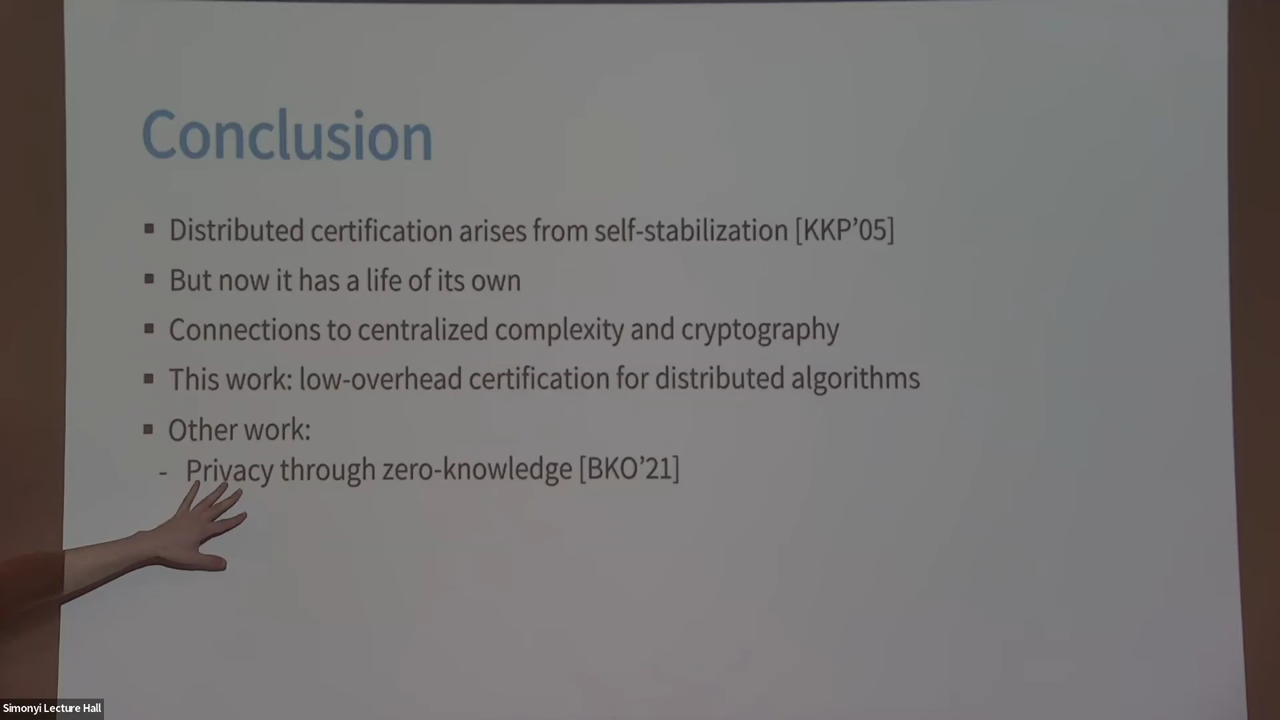 Conclusion
▪ Distributed certification arises from self-stabilization [KKP’05]
▪ But now it has a life of its own
▪ Connections to centralized complexity and cryptography
▪ This work: low-overhead certification for distributed algorithms
▪ Other work:
- Privacy through zero-knowledge [BKO’21]
Simonyi Lecture Hall